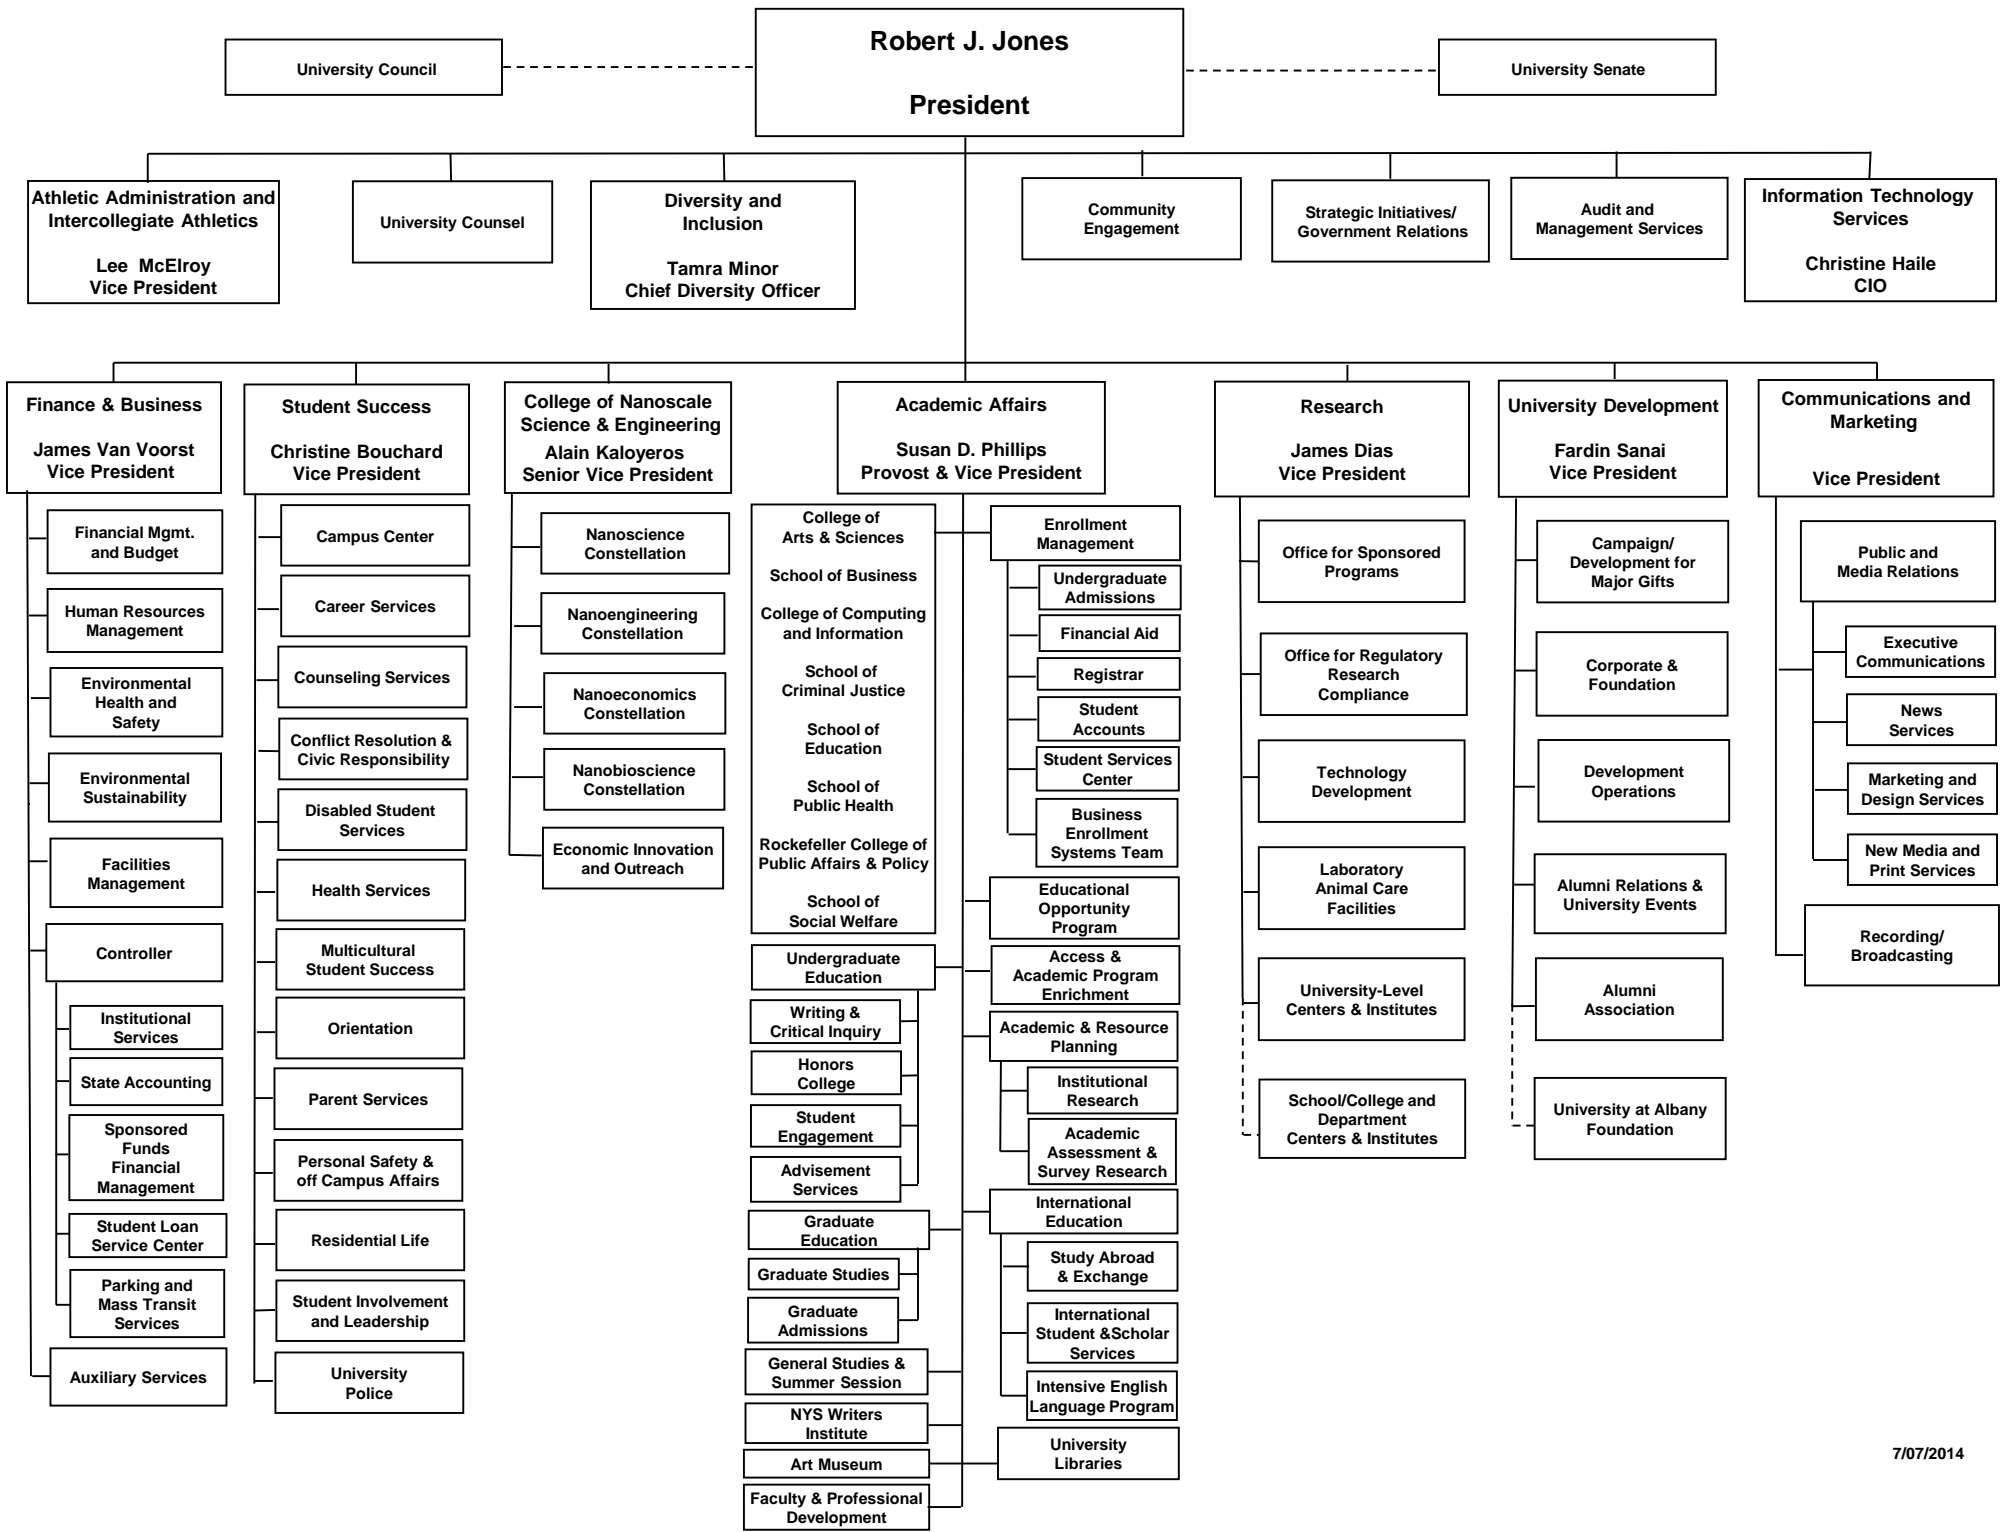 Robert J. Jones
President
University Council
University Senate
Athletic Administration and
Intercollegiate Athletics
Lee McElroy
Vice President
University Counsel
Diversity and
Inclusion
Tamra Minor
Chief Diversity Officer
Community
Engagement
Strategic Initiatives/
Government Relations
Audit and
Management Services
Information Technology
Services
Christine Haile
CIO
Finance & Business
James Van Voorst
Vice President
Financial Mgmt.
and Budget
Human Resources
Management
Environmental
Health and
Safety
Environmental
Sustainability
Facilities
Management
Controller
Institutional
Services
State Accounting
Sponsored
Funds
Financial
Management
Student Loan
Service Center
Parking and
Mass Transit
Services
Auxiliary Services
Student Success
Christine Bouchard
Vice President
Campus Center
Career Services
Counseling Services
Conflict Resolution &
Civic Responsibility
Disabled Student
Services
Health Services
Multicultural
Student Success
Orientation
Parent Services
Personal Safety &
off Campus Affairs
Residential Life
Student Involvement
and Leadership
University
Police
College of Nanoscale
Science & Engineering
Alain Kaloyeros
Senior Vice President
Nanoscience
Constellation
Nanoengineering
Constellation
Nanoeconomics
Constellation
Nanobioscience
Constellation
Economic Innovation
and Outreach
Academic Affairs
Susan D. Phillips
Provost & Vice President
College of
Arts & Sciences
School of Business
College of Computing
and Information
School of
Criminal Justice
School of
Education
School of
Public Health
Rockefeller College of
Public Affairs & Policy
School of
Social Welfare
Undergraduate
Education
Writing &
Critical Inquiry
Honors
College
Student
Engagement
Advisement
Services
Graduate
Education
Graduate Studies
Graduate
Admissions
General Studies &
Summer Session
NYS Writers
Institute
Art Museum
Faculty & Professional
Development
Enrollment
Management
Undergraduate
Admissions
Financial Aid
Registrar
Student
Accounts
Student Services
Center
Business
Enrollment
Systems Team
Educational
Opportunity
Program
Access &
Academic Program
Enrichment
Academic & Resource
Planning
Institutional
Research
Academic
Assessment &
Survey Research
International
Education
Study Abroad
& Exchange
International
Student &Scholar
Services
Intensive English
Language Program
University
Libraries
Research
James Dias
Vice President
Office for Sponsored
Programs
Office for Regulatory
Research
Compliance
Technology
Development
Laboratory
Animal Care
Facilities
University-Level
Centers & Institutes
School/College and
Department
Centers & Institutes
University Development
Fardin Sanai
Vice President
Campaign/
Development for
Major Gifts
Corporate &
Foundation
Development
Operations
Alumni Relations &
University Events
Alumni
Association
University at Albany
Foundation
Communications and
Marketing
Vice President
Public and
Media Relations
Executive
Communications
News
Services
Marketing and
Design Services
New Media and
Print Services
Recording/
Broadcasting
7/07/2014